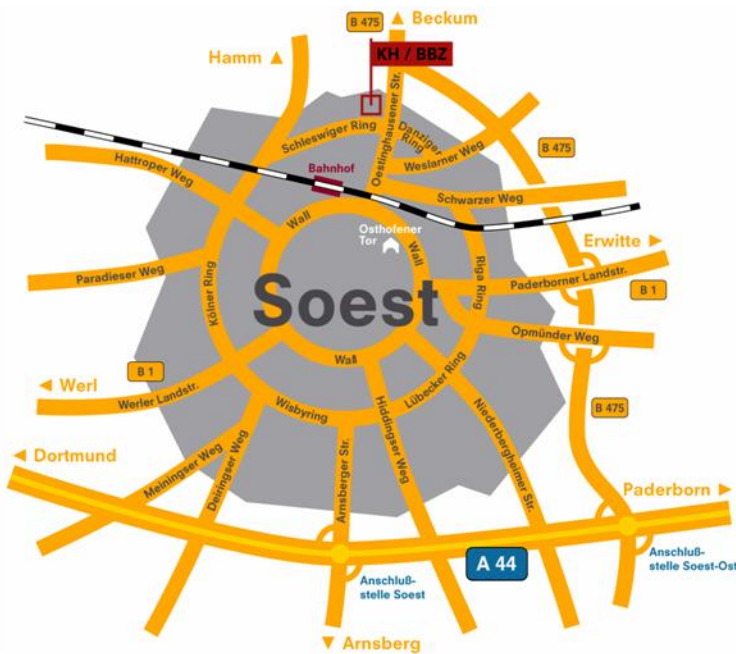 B 475
Beckum
Hamm
KH / BBZ
Schleswiger Ring
Oestinghausener Str.
Danziger
Ring
Weslarner Weg
B 475
Hattroper Weg
Bahnhof
Schwarzer Weg
Wall
Osthofener
Tor
Wall
Erwitte
Paradieser Weg
Kölner Ring
Riga Ring
Paderborner Landstr.
B 1
Soest
Opmünder Weg
Wall
B 1
Werl
Werler Landstr.
Wisbyring
Lübecker Ring
Hiddingser Weg
Niederbergheimer Str.
B 475
Dortmund
Meiningser Weg
Deiringser Weg
Arnsberger Str.
Paderborn
A 44
Anschluß-
stelle Soest
Anschluß-
stelle Soest-Ost
Arnsberg